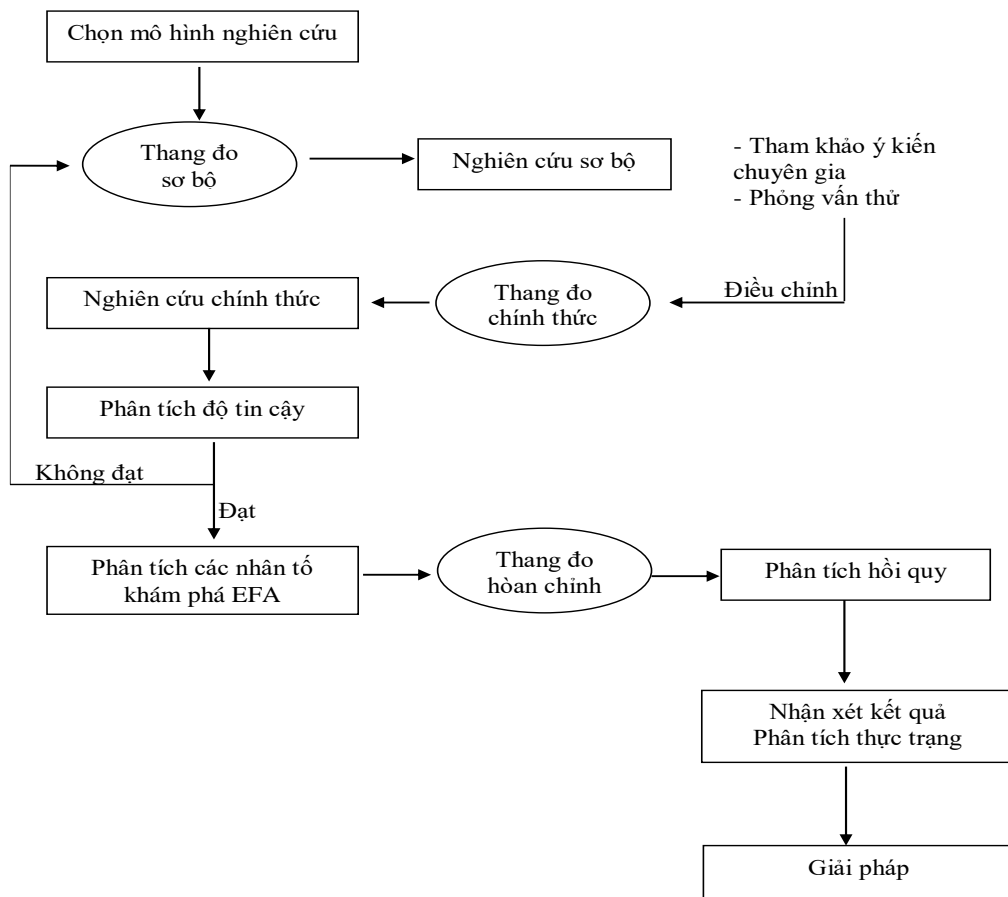 Chọn mô hình nghiên cứu
Thang đo
sơ bộ
Nghiên cứu sơ bộ
- Tham khảo ý kiến
chuyên gia
- Phỏng vấn thử
Nghiên cứu chính thức
Thang đo
chính thức
Điều chỉnh
Phân tích độ tin cậy
Không đạt
Đạt
Phân tích các nhân tố
khám phá EFA
Thang đo
hòan chỉnh
Phân tích hồi quy
Nhận xét kết quả
Phân tích thực trạng
Giải pháp